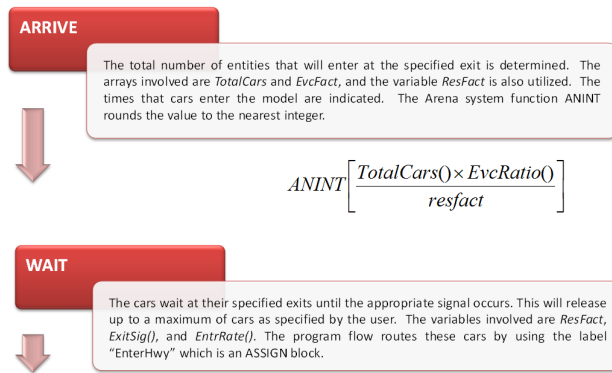 ARRIVE
The total number of entities that will enter at the specified exit is determined. The
arrays involved are TotalCars and EvcFact, and the variable ResFact is also utilized. The
times that cars enter the model are indicated. The Arena system function ANINT
rounds the value to the nearest integer.
ANINT[TotalCars()×EvcRatio()
resfact]
WAIT
The cars wait at their specified exits until the appropriate signal occurs. This will release
up to a maximum of cars as specified by the user. The variables involved are ResFact,
ExitSig(), and EntrRate(). The program flow routes these cars by using the label
“EnterHwy” which is an ASSIGN block.